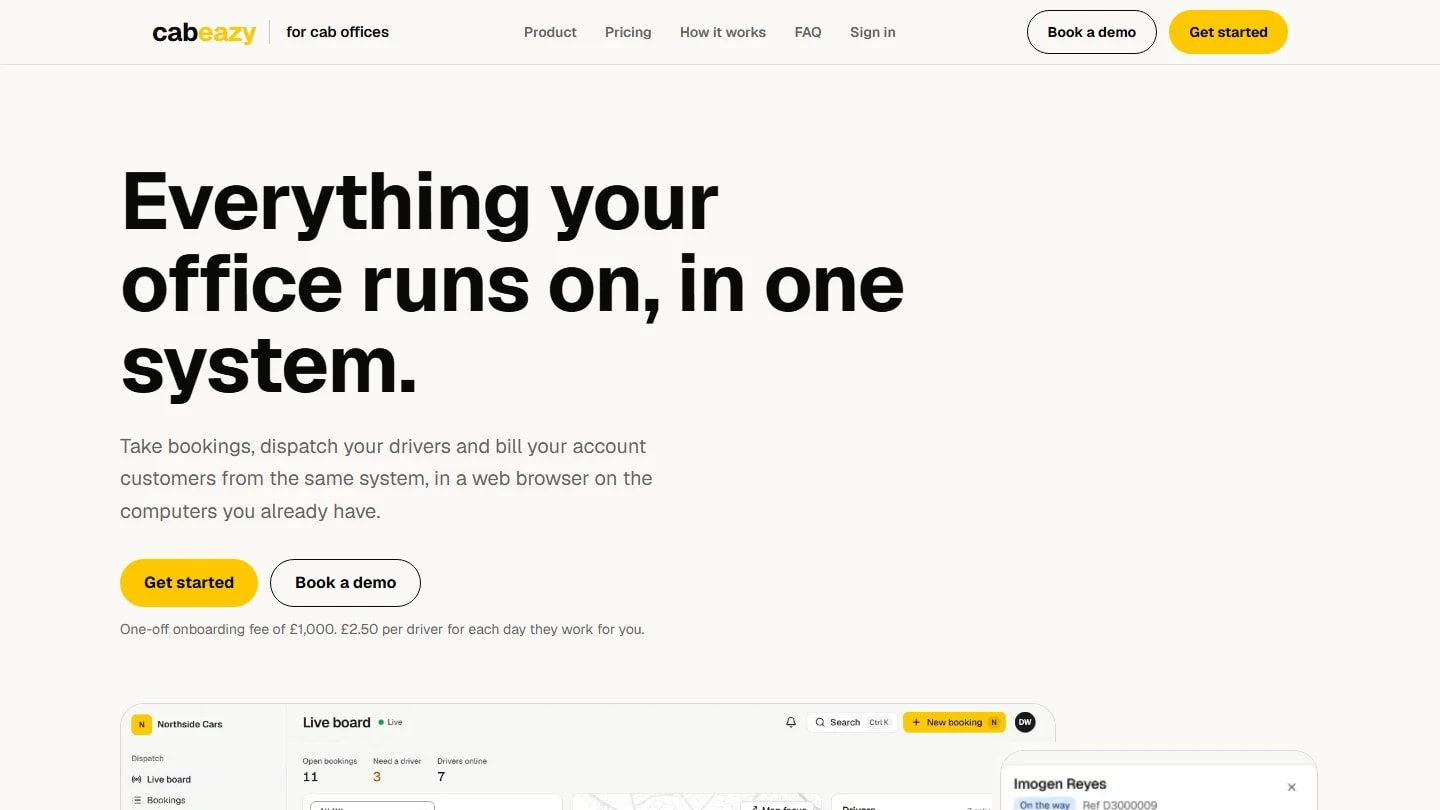 cabeazy
for cab offices
Product
Pricing
How it works
FAQ
Sign in
Book a demo
Get started
Everything your
office runs on, in one
system.
Take bookings, dispatch your drivers and bill your account
customers from the same system, in a web browser on the
computers you already have.
Get started
Book a demo
One-off onboarding fee of £1,000. £2.50 per driver for each day they work for you.
N
Northside Cars
Live board
Live
Search
Ctrl K
New booking
N
DW
Dispatch
Live board
Bookings
Open bookings
11
Need a driver
3
Drivers online
7
Map focus
Drivers
Imogen Reyes
On the way
Ref D3000009